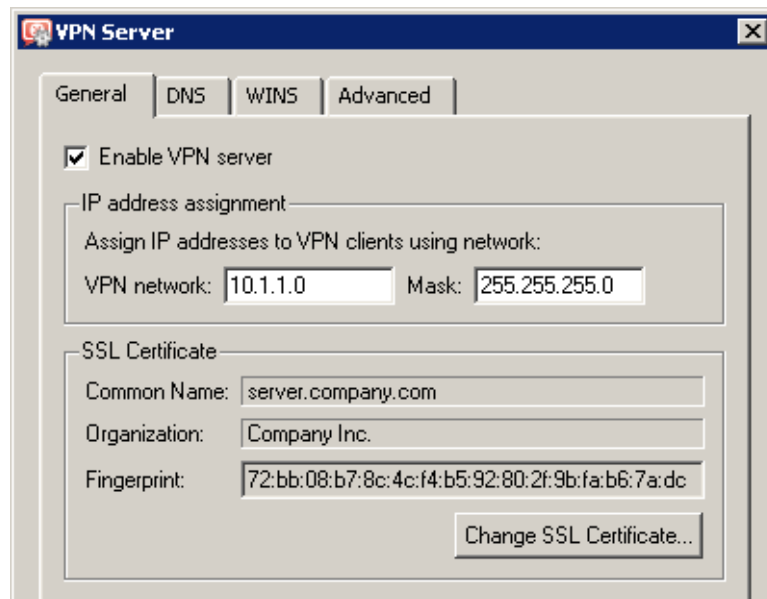 VPN Server
General DNS WINS Advanced
Enable VPN server
IP address assignment
Assign IP addresses to VPN clients using network:
VPN network: 10.1.1.0 Mask: 255.255.255.0
SSL Certificate
Common Name: server.company.com
Organization: Company Inc.
Fingerprint: 72:bb:08:b7:8c:4c:f4:b5:92:80:2f:9b:fa:b6:7a:dc
Change SSL Certificate...